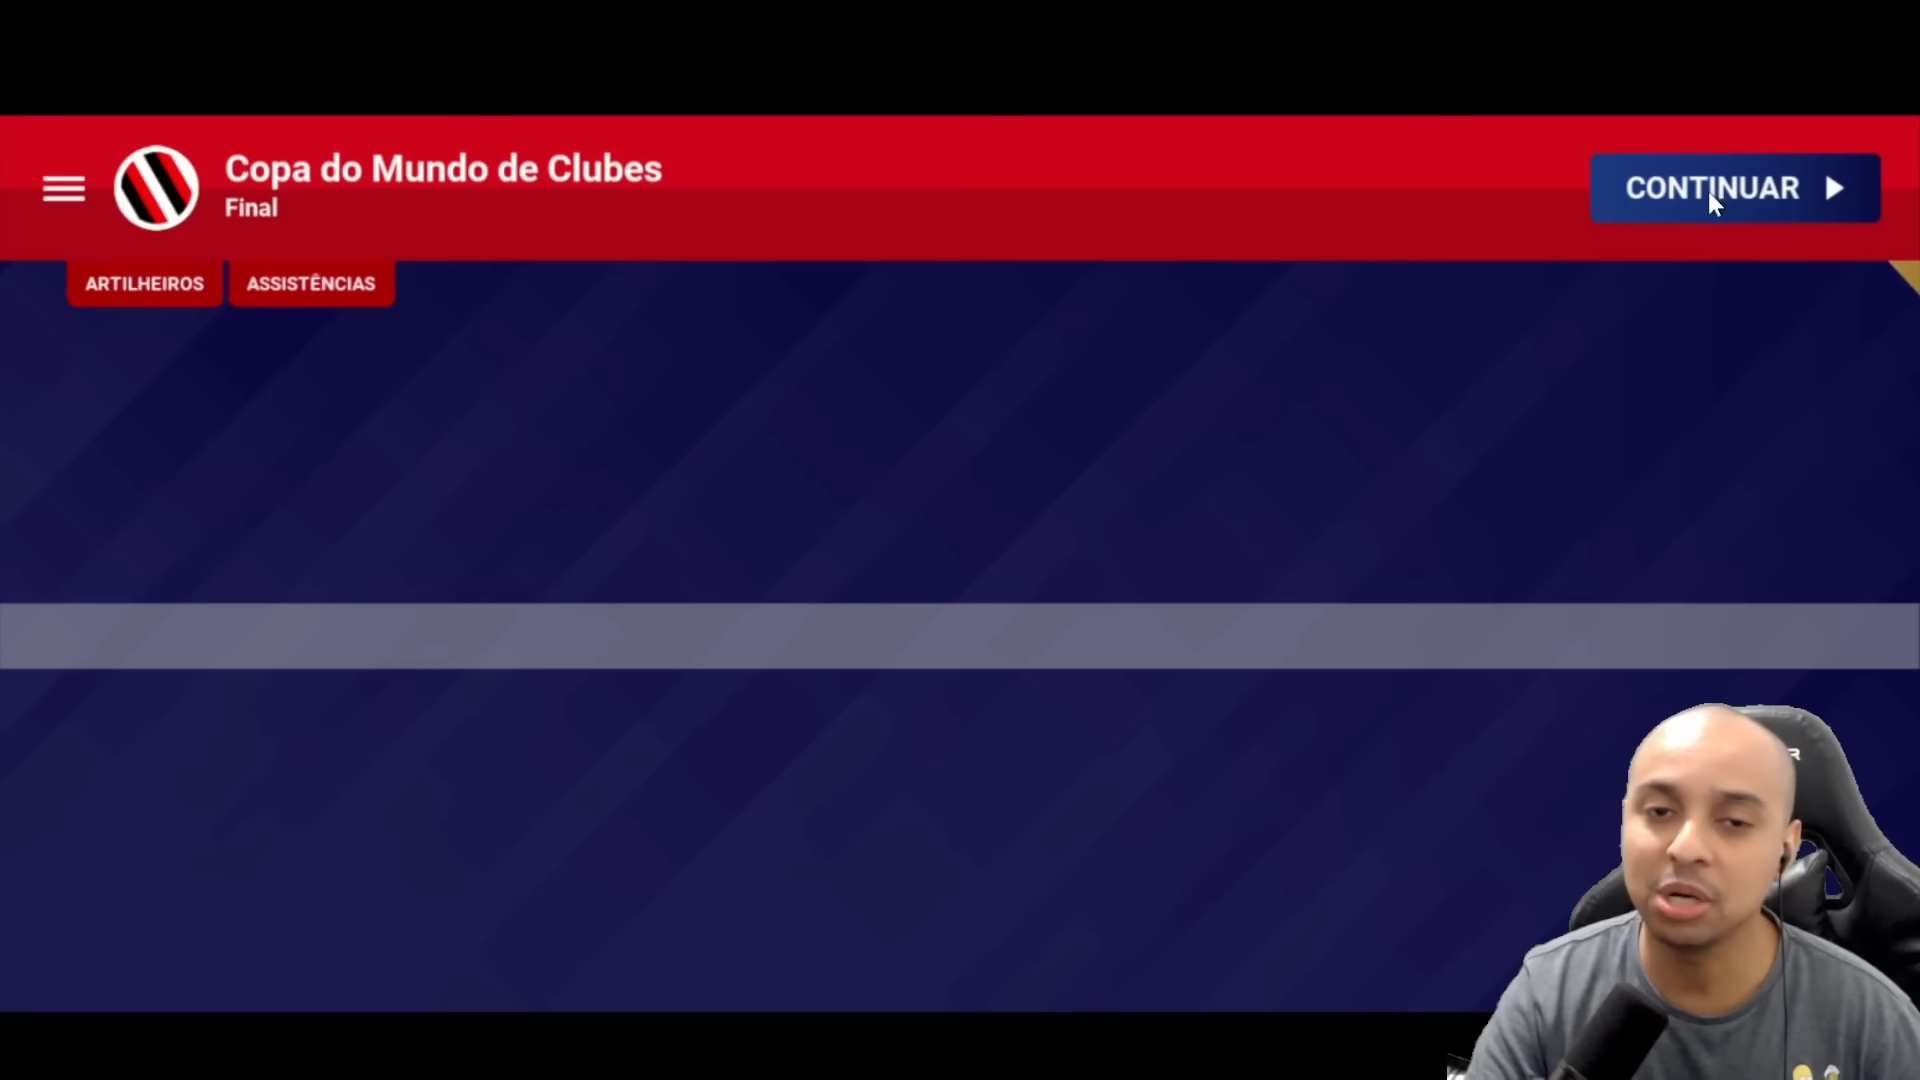 Copa do Mundo de Clubes
Final
CONTINUAR
ARTILHEIROS
ASSISTÊNCIAS